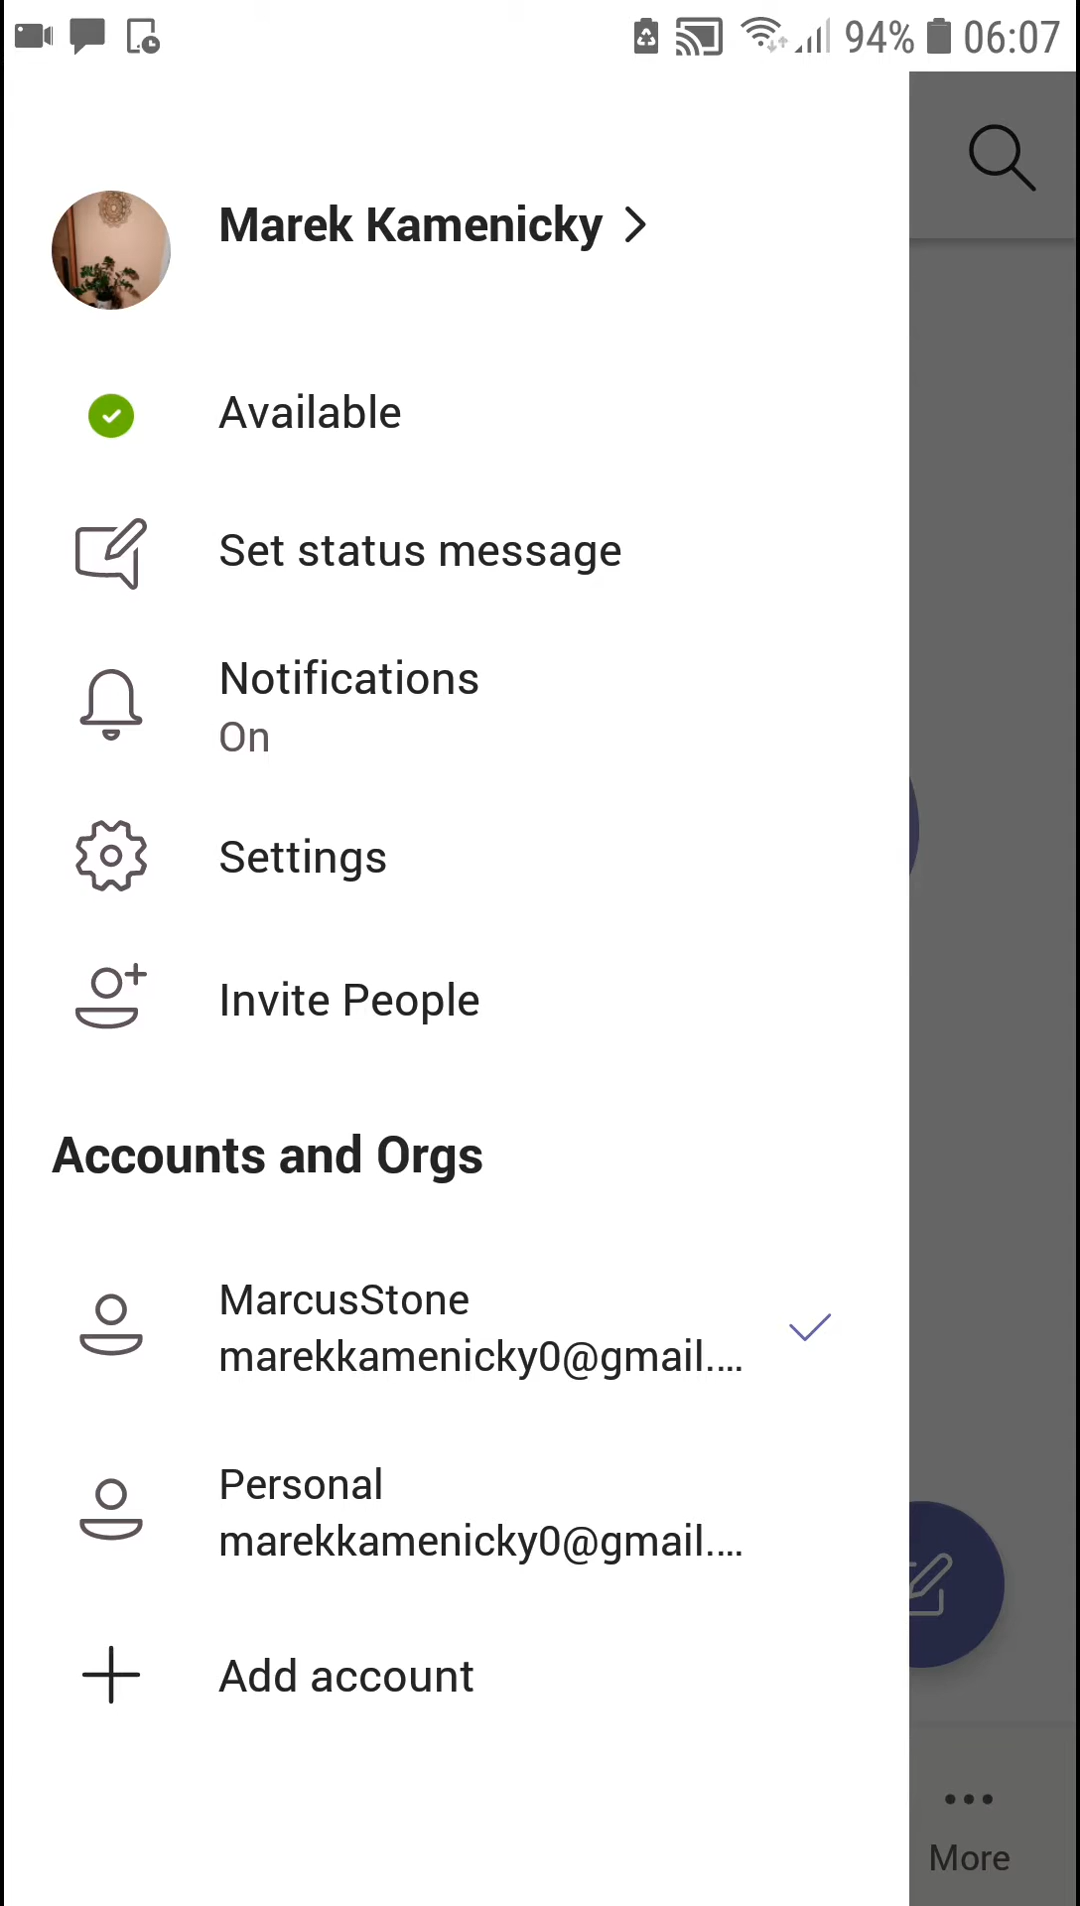 94% 06:07
Marek Kamenicky
Available
Set status message
Notifications
On
Settings
Invite People
Accounts and Orgs
MarcusStone
marekkamenicky0@gmail....
Personal
marekkamenicky0@gmail....
Add account
More